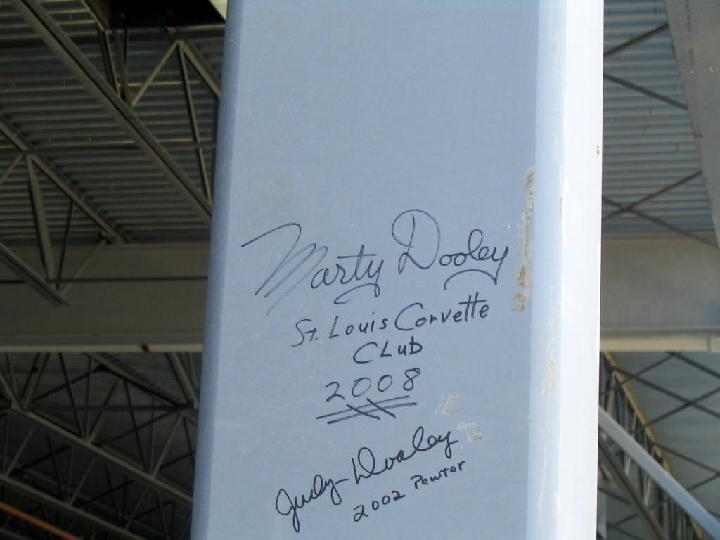 Marty Dooley
St. Louis Corvette
CLub
2008
Judy Dooley
2002 Pewter